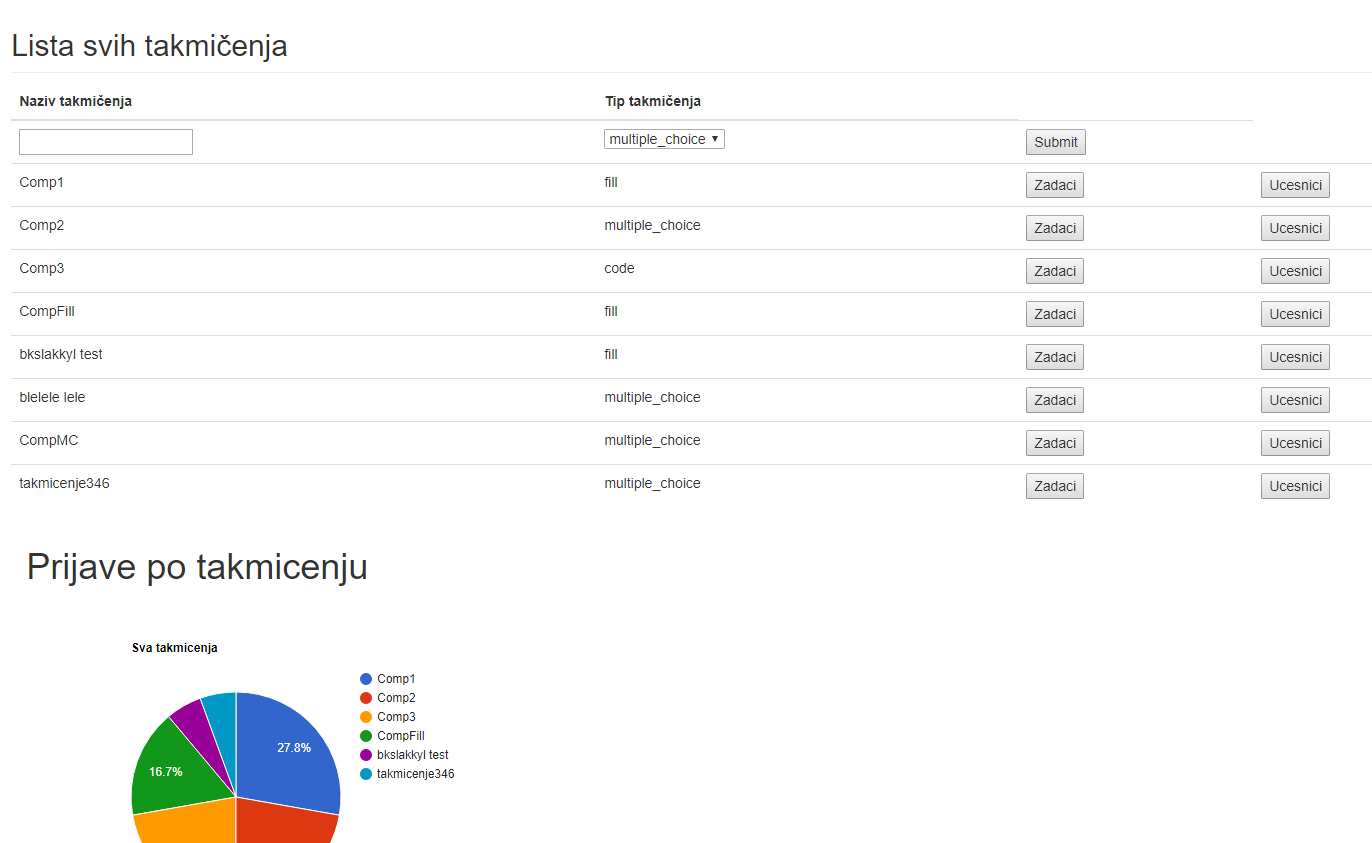 Lista svih takmičenja
Naziv takmičenja Tip takmičenja
multiple_choice Submit
Comp1 fill Zadaci Ucesnici
Comp2 multiple_choice Zadaci Ucesnici
Comp3 code Zadaci Ucesnici
CompFill fill Zadaci Ucesnici
bkslakkyl test fill Zadaci Ucesnici
blelele lele multiple_choice Zadaci Ucesnici
CompMC multiple_choice Zadaci Ucesnici
takmicenje346 multiple_choice Zadaci Ucesnici
Prijave po takmicenju
Sva takmicenja
Comp1
Comp2
Comp3
CompFill
bkslakkyl test
takmicenje346
27.8%
16.7%